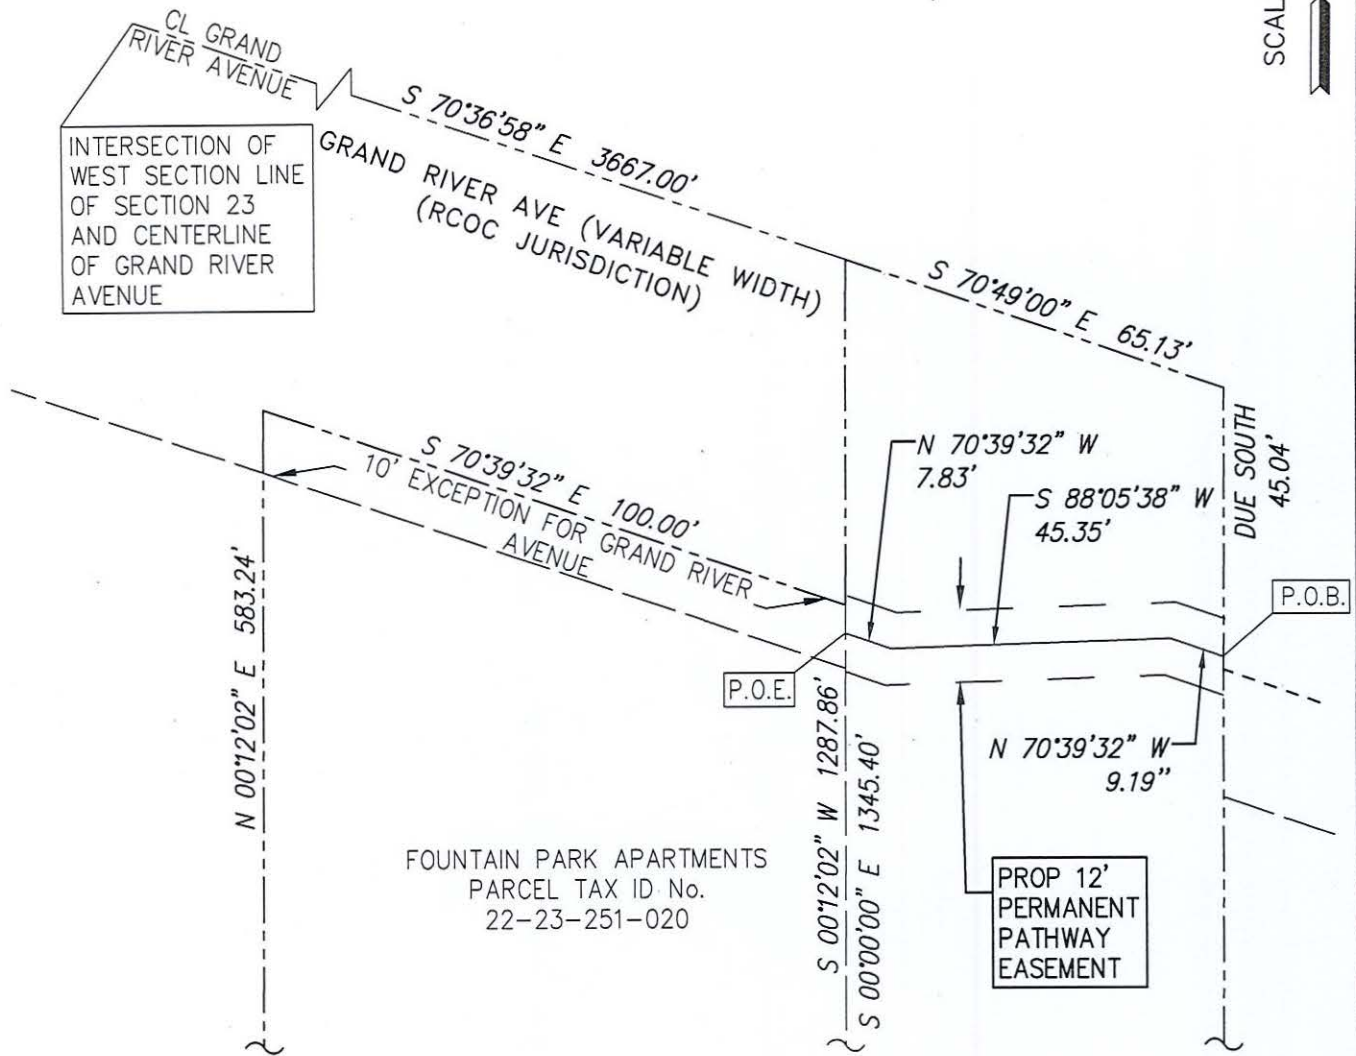 SCAL
CL GRAND
RIVER AVENUE
S 70°36'58" E 3667.00'
INTERSECTION OF
WEST SECTION LINE
OF SECTION 23
AND CENTERLINE
OF GRAND RIVER
AVENUE
GRAND RIVER AVE (VARIABLE WIDTH)
(RCOC JURISDICTION)
S 70°49'00" E 65.13'
DUE SOUTH
45.04'
N 70°39'32" W
7.83'
S 88°05'38" W
45.35'
S 70°39'32" E 100.00'
10' EXCEPTION FOR GRAND RIVER
AVENUE
N 00°12'02" E 583.24'
P.O.B.
P.O.E.
S 00°12'02" W 1287.86'
S 00°00'00" E 1345.40'
N 70°39'32" W
9.19"
FOUNTAIN PARK APARTMENTS
PARCEL TAX ID No.
22-23-251-020
PROP 12'
PERMANENT
PATHWAY
EASEMENT